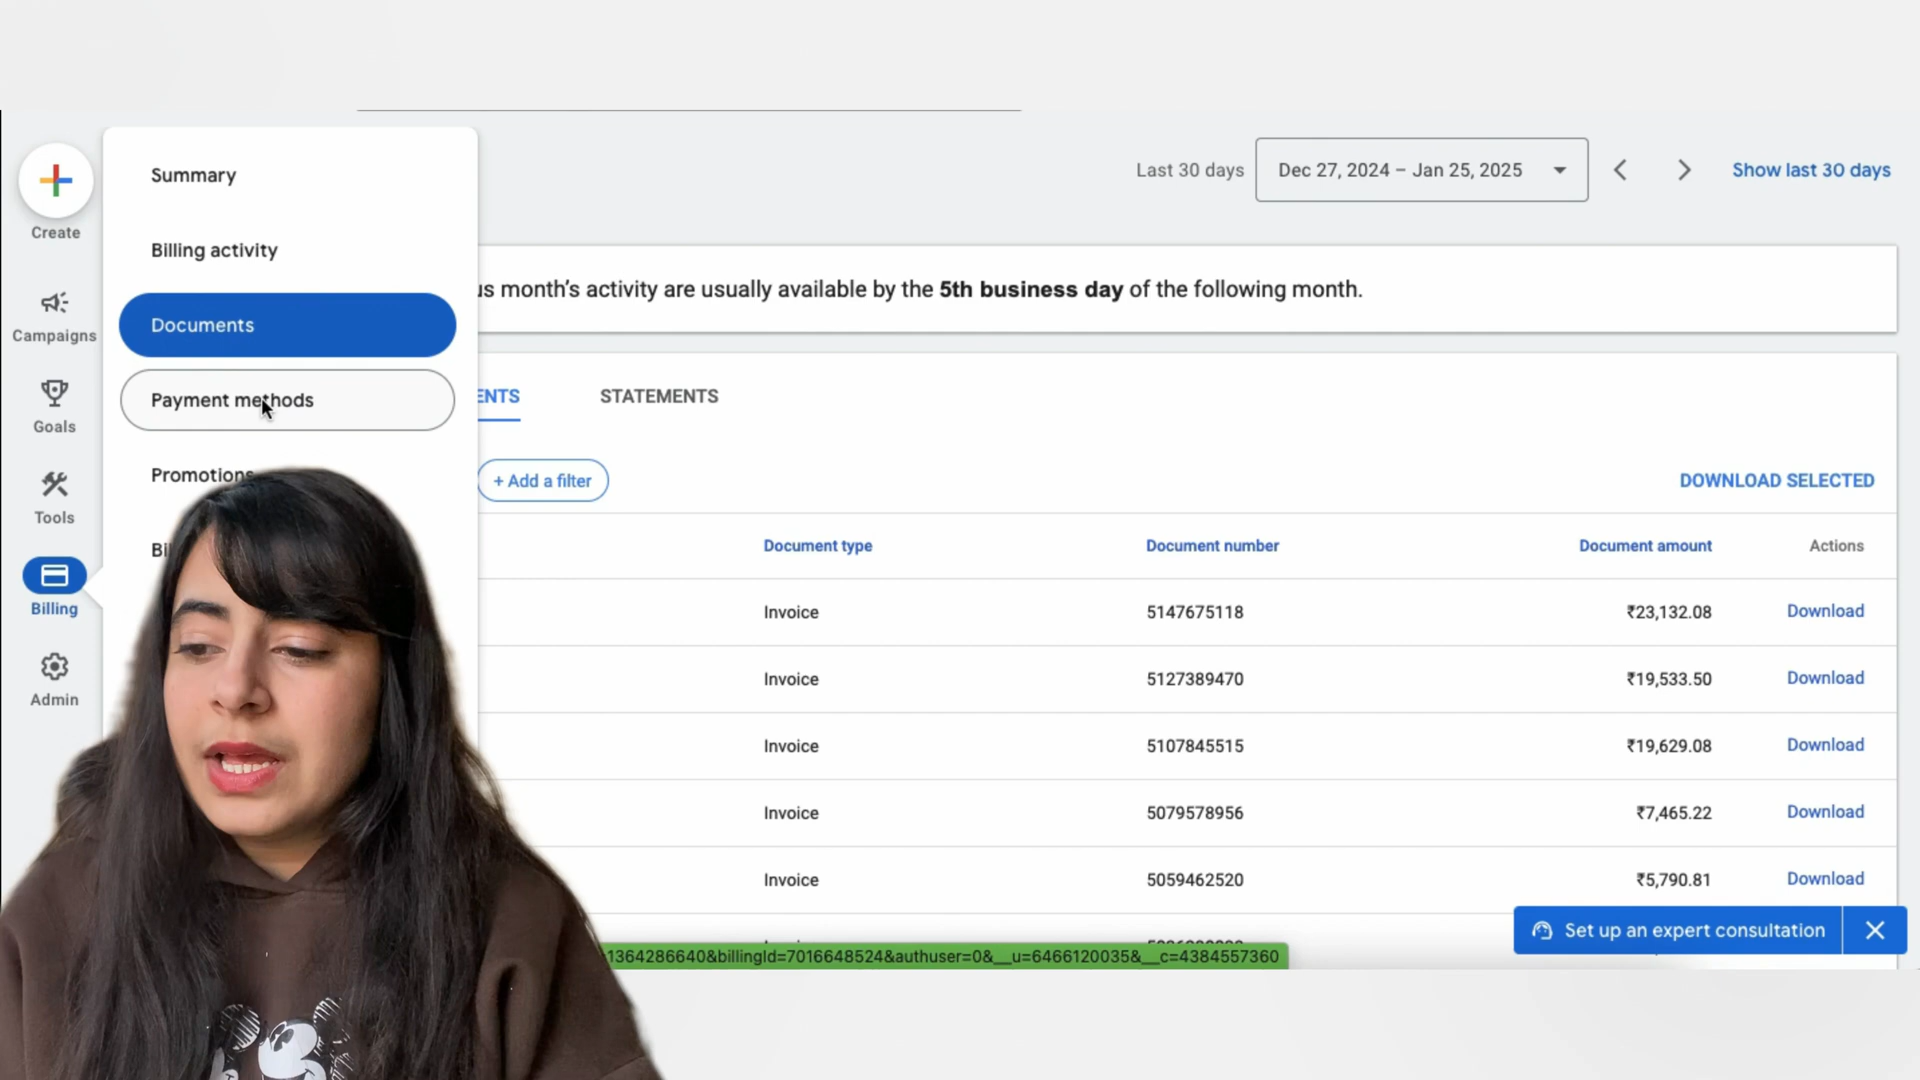 Create
Campaigns
Goals
Tools
Billing
Admin
Summary
Billing activity
Documents
Payment methods
Promotions
Last 30 days
Dec 27, 2024 – Jan 25, 2025
Show last 30 days
us month's activity are usually available by the 5th business day of the following month.
ENTS
STATEMENTS
+ Add a filter
DOWNLOAD SELECTED
Document type Document number Document amount Actions
Invoice 5147675118 ₹23,132.08 Download
Invoice 5127389470 ₹19,533.50 Download
Invoice 5107845515 ₹19,629.08 Download
Invoice 5079578956 ₹7,465.22 Download
Invoice 5059462520 ₹5,790.81 Download
Set up an expert consultation
1364286640&billingId=7016648524&authuser=0&__u=6466120035&__c=4384557360